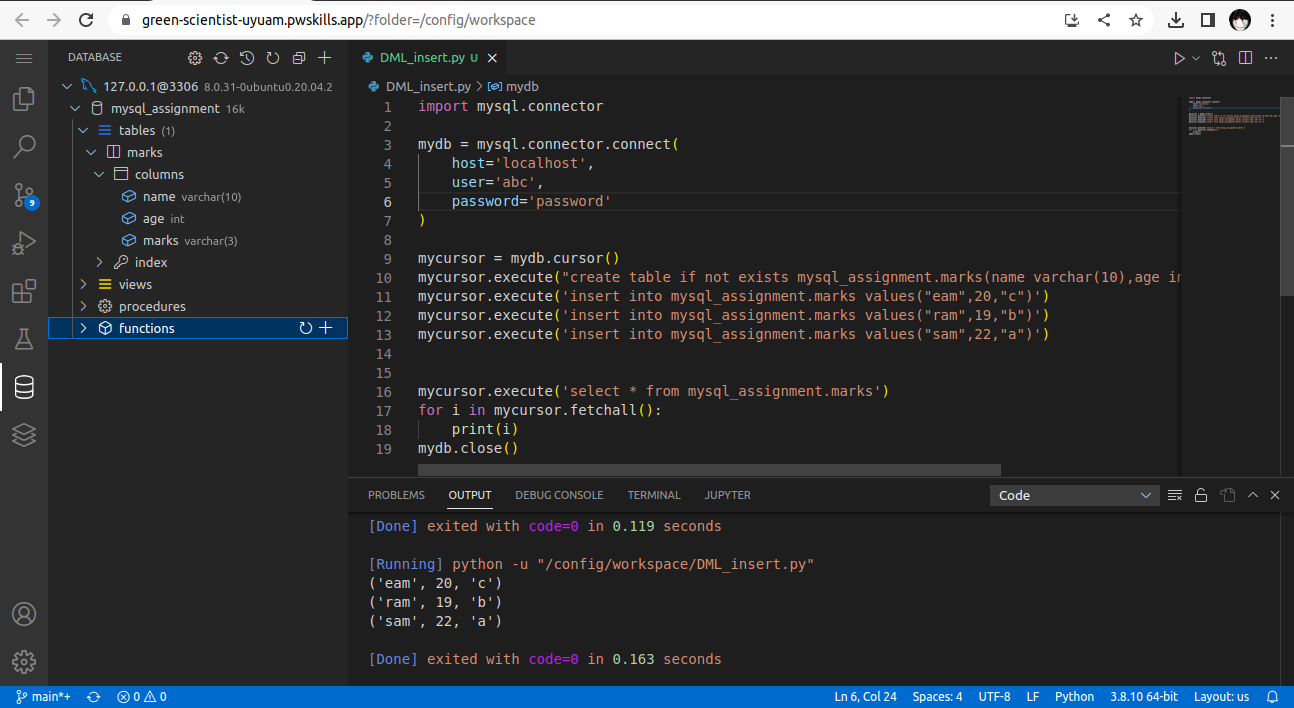 green-scientist-uyuam.pwskills.app/?folder=/config/workspace
DATABASE
127.0.0.1@3306 8.0.31-0ubuntu0.20.04.2
mysql_assignment 16k
tables (1)
marks
columns
name varchar(10)
age int
marks varchar(3)
index
views
procedures
functions
9
DML_insert.py U
DML_insert.py > mydb
1 import mysql.connector
2
3 mydb = mysql.connector.connect(
4 host='localhost',
5 user='abc',
6 password='password'
7 )
8
9 mycursor = mydb.cursor()
10 mycursor.execute("create table if not exists mysql_assignment.marks(name varchar(10),age in
11 mycursor.execute('insert into mysql_assignment.marks values("eam",20,"c")')
12 mycursor.execute('insert into mysql_assignment.marks values("ram",19,"b")')
13 mycursor.execute('insert into mysql_assignment.marks values("sam",22,"a")')
14
15
16 mycursor.execute('select * from mysql_assignment.marks')
17 for i in mycursor.fetchall():
18 print(i)
19 mydb.close()
PROBLEMS OUTPUT DEBUG CONSOLE TERMINAL JUPYTER Code
[Done] exited with code=0 in 0.119 seconds
[Running] python -u "/config/workspace/DML_insert.py"
('eam', 20, 'c')
('ram', 19, 'b')
('sam', 22, 'a')
[Done] exited with code=0 in 0.163 seconds
main*+ 0 0 Ln 6, Col 24 Spaces: 4 UTF-8 LF Python 3.8.10 64-bit Layout: us